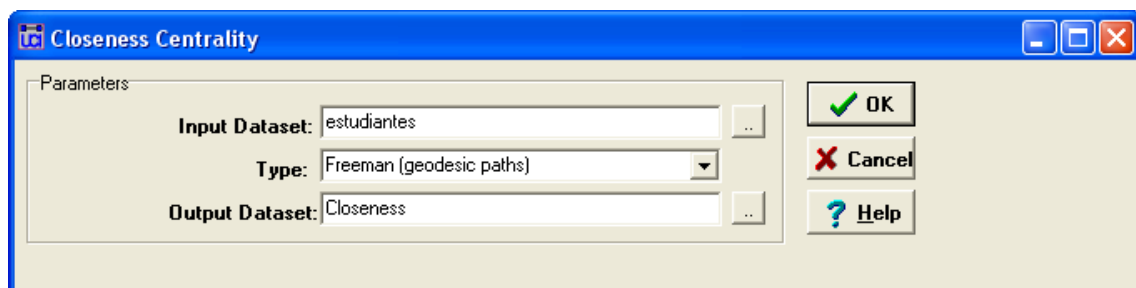 Closeness Centrality
Parameters
Input Dataset: estudiantes ..
Type: Freeman (geodesic paths)
Output Dataset: Closeness ..
OK
Cancel
Help